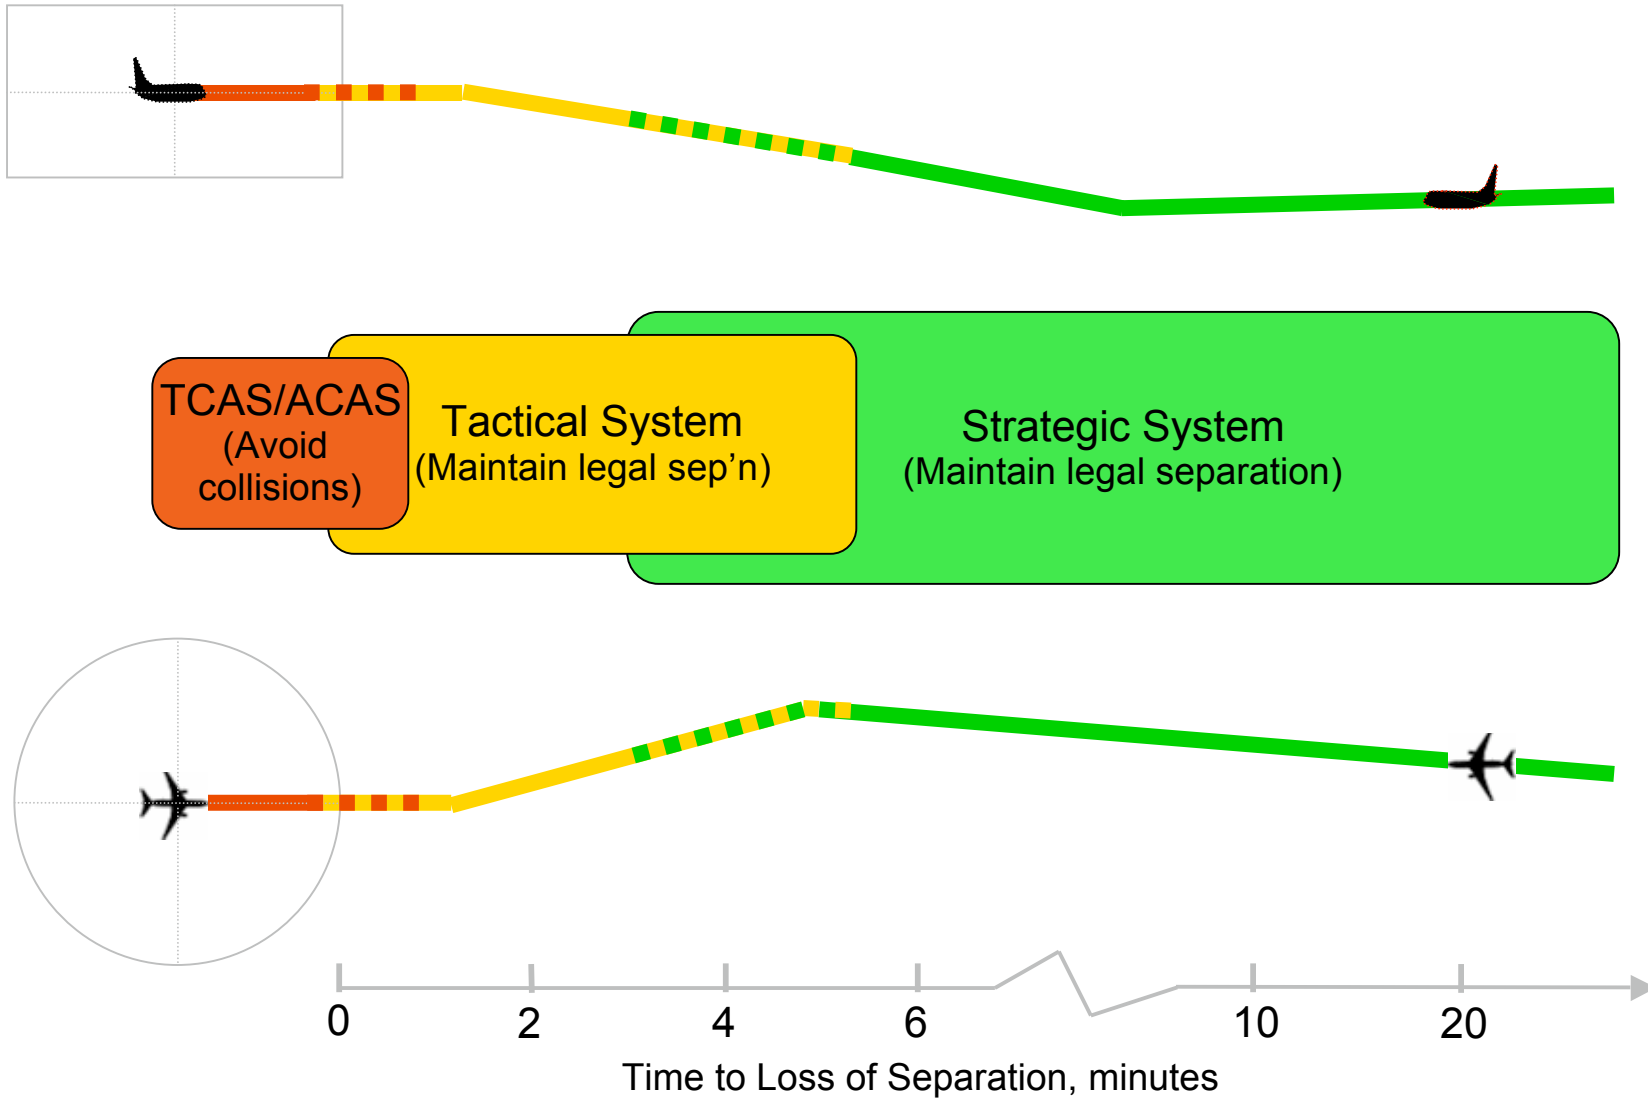 TCAS/ACAS
(Avoid
collisions)
Tactical System
(Maintain legal sep’n)
Strategic System
(Maintain legal separation)
0 2 4 6 10 20
Time to Loss of Separation, minutes